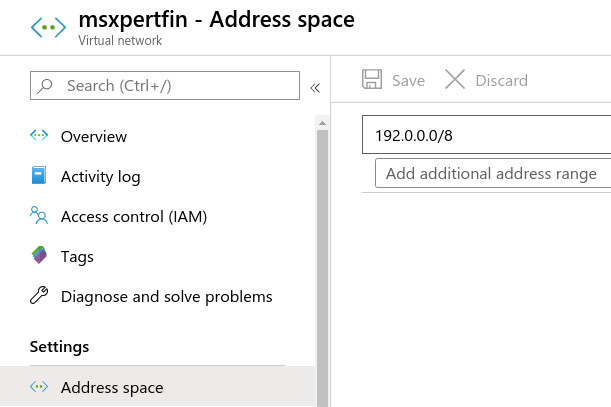 msxpertfin - Address space
Virtual network
Search (Ctrl+/)
«
Save
Discard
Overview
Activity log
Access control (IAM)
Tags
Diagnose and solve problems
Settings
Address space
192.0.0.0/8
Add additional address range